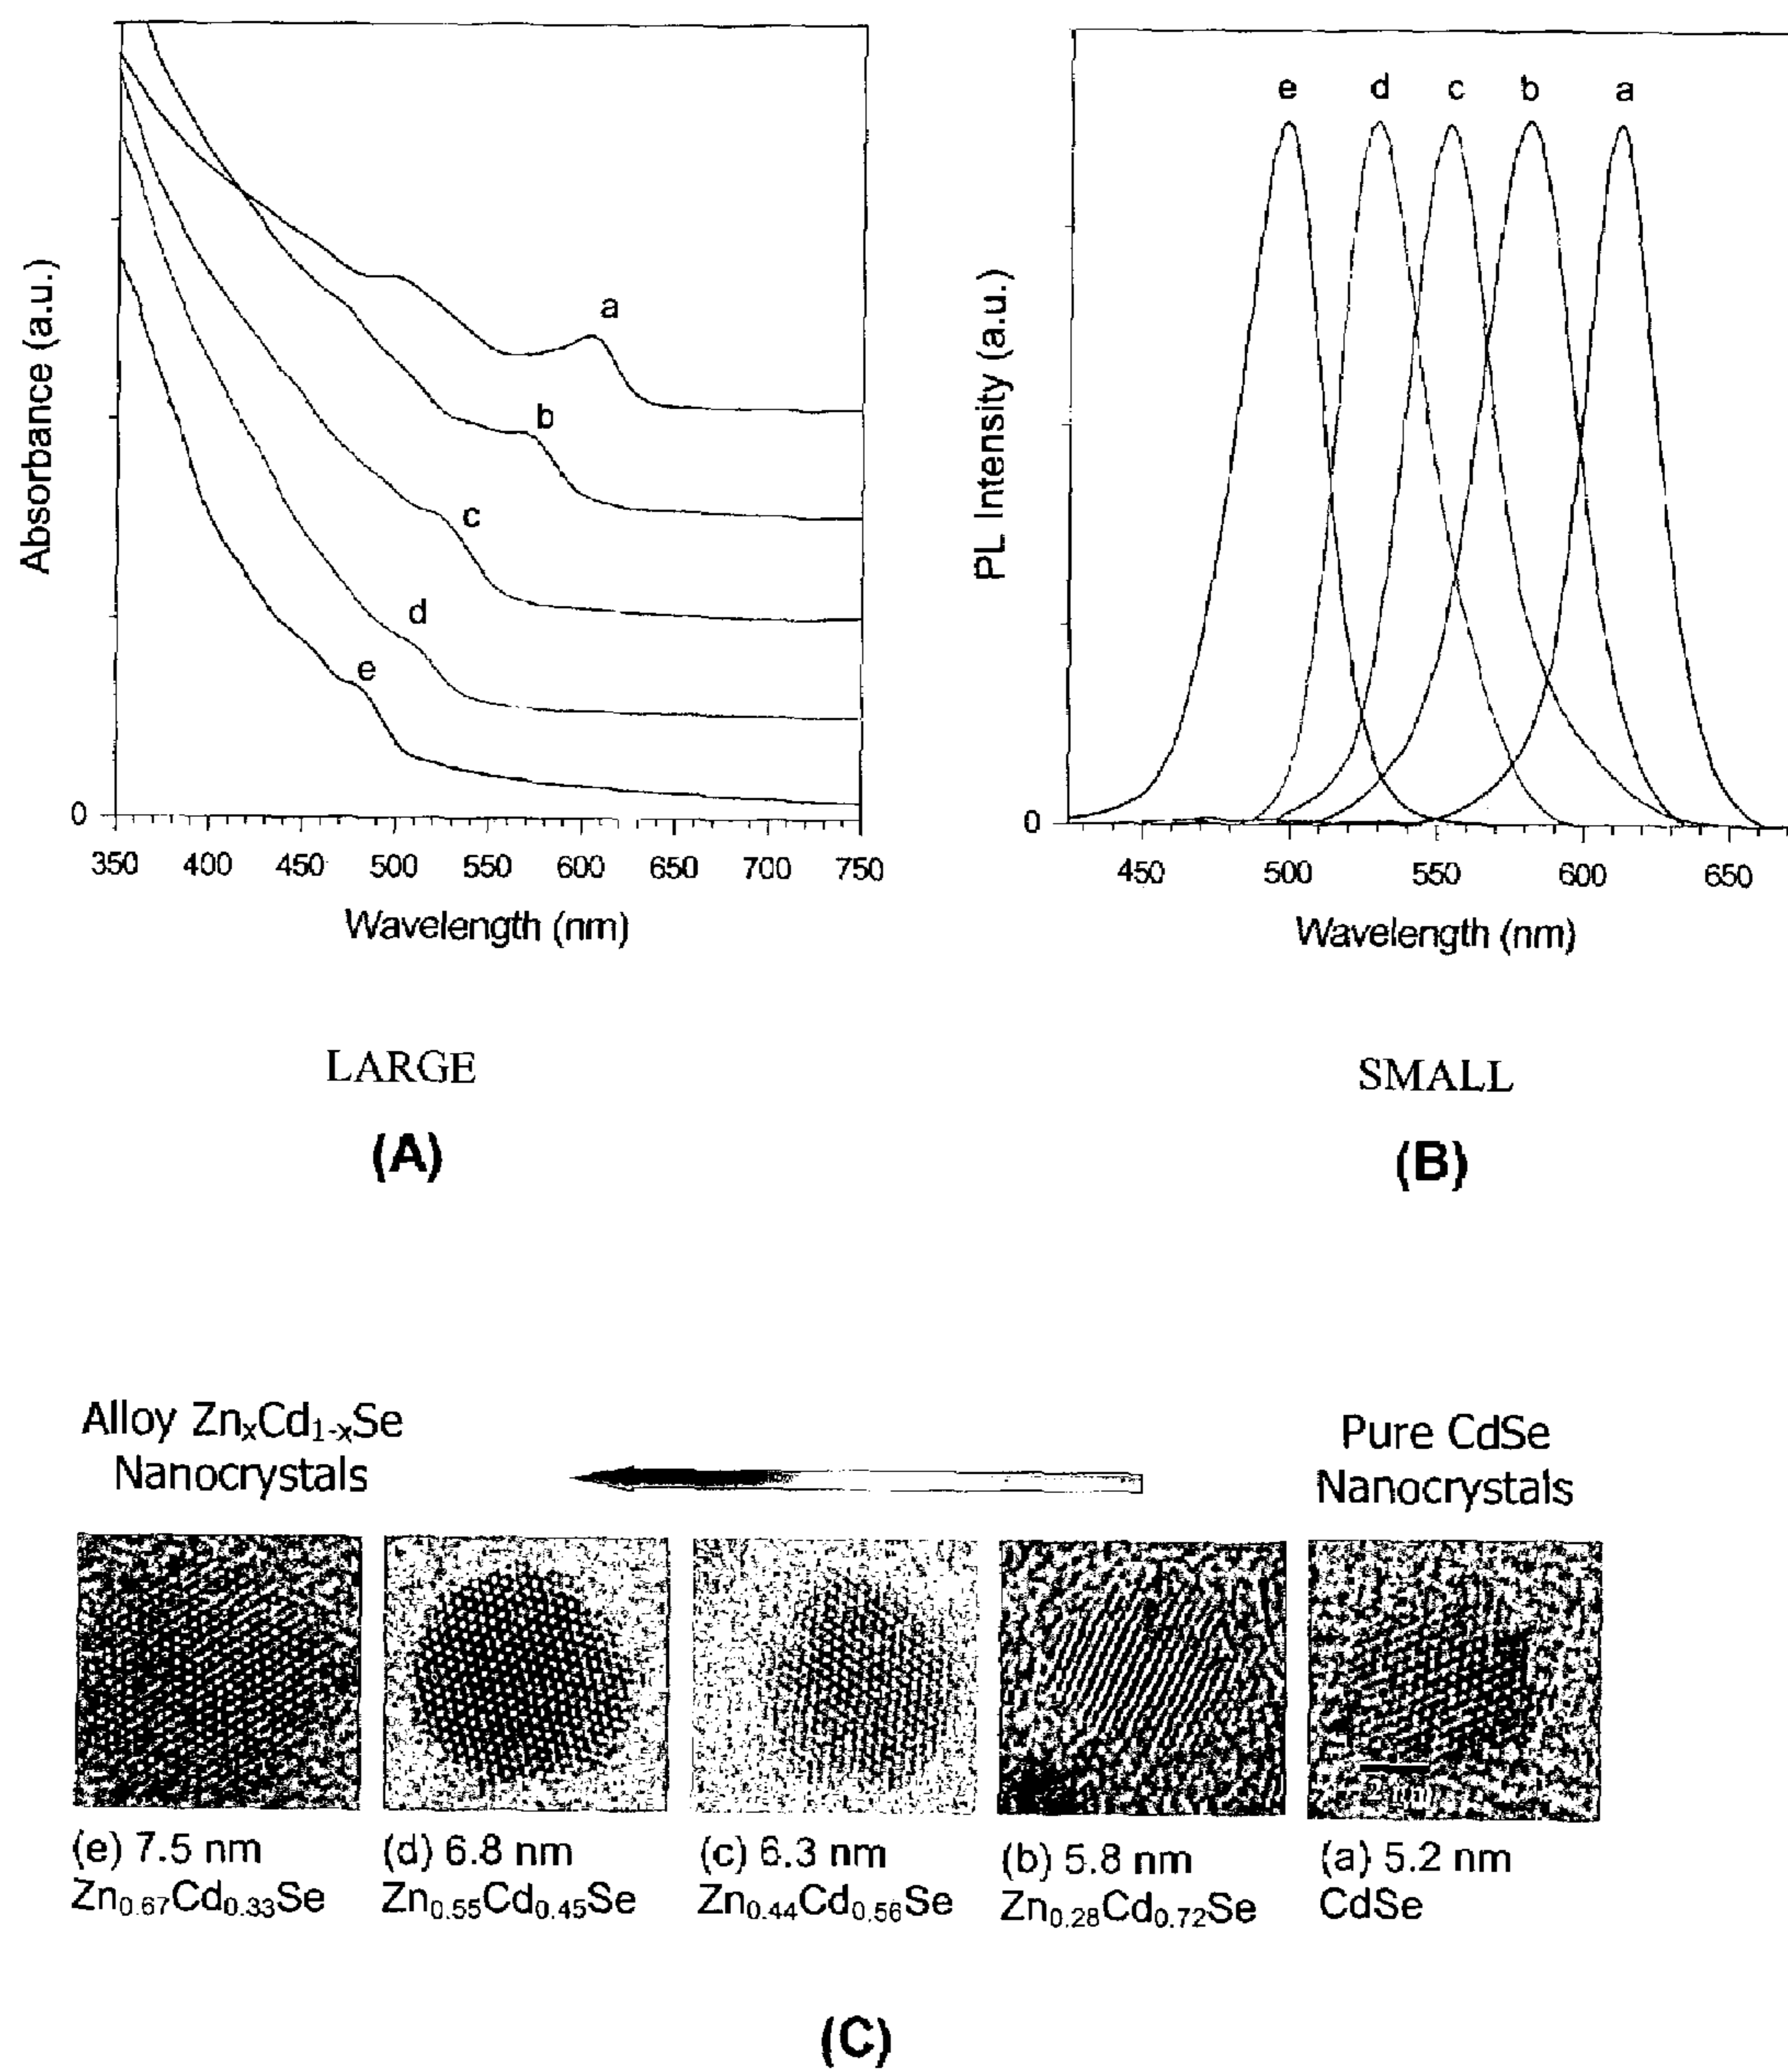 Absorbance (a.u.)
a
b
c
d
e
0
350 400 450 500 550 600 650 700 750
Wavelength (nm)
LARGE
(A)
PL Intensity (a.u.)
e d c b a
0
450 500 550 600 650
Wavelength (nm)
SMALL
(B)
Alloy ZnₓCd₁₋ₓSe
Nanocrystals
Pure CdSe
Nanocrystals
(e) 7.5 nm
Zn₀.₆₇Cd₀.₃₃Se
(d) 6.8 nm
Zn₀.₅₅Cd₀.₄₅Se
(c) 6.3 nm
Zn₀.₄₄Cd₀.₅₆Se
(b) 5.8 nm
Zn₀.₂₈Cd₀.₇₂Se
(a) 5.2 nm
CdSe
(C)